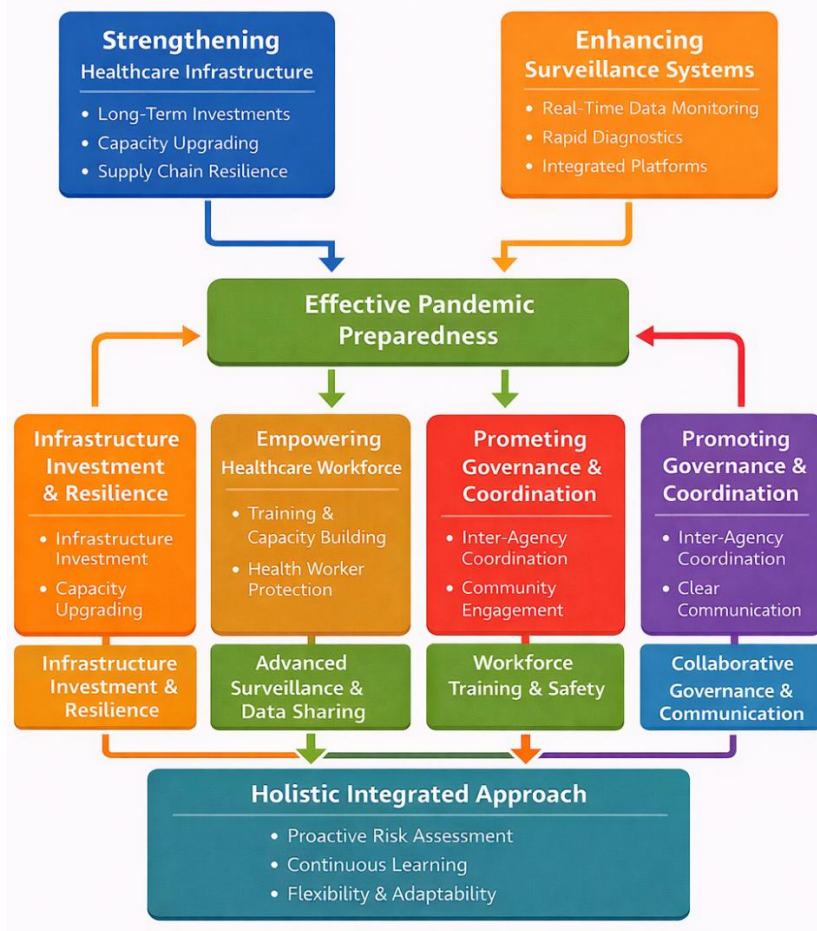 Strengthening
Healthcare Infrastructure
• Long-Term Investments
• Capacity Upgrading
• Supply Chain Resilience
Enhancing
Surveillance Systems
• Real-Time Data Monitoring
• Rapid Diagnostics
• Integrated Platforms
Effective Pandemic
Preparedness
Infrastructure
Investment
& Resilience
• Infrastructure
Investment
• Capacity
Upgrading
Empowering
Healthcare Workforce
• Training &
Capacity Building
• Health Worker
Protection
Prometing
Governance &
Coordination
• Inter-Agency
Coordination
• Community
Engagement
Promoting
Governance &
Coordination
• Inter-Agency
Coordination
• Clear
Communication
Infrastructure
Investment &
Resilience
Advanced
Surveillance &
Data Sharing
Workforce
Training & Safety
Collaborative
Governance &
Communication
Holistic Integrated Approach
• Proactive Risk Assessment
• Continuous Learning
• Flexibility & Adaptability